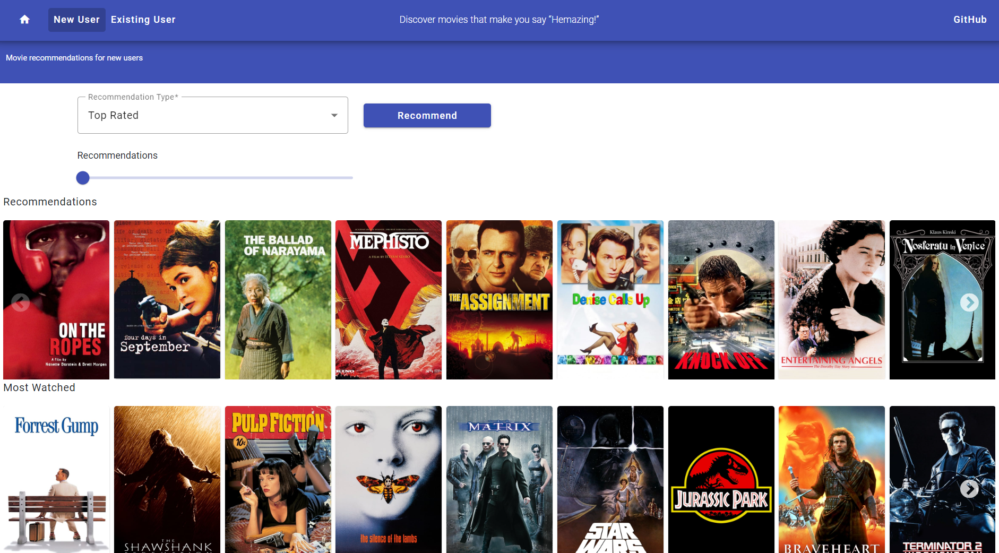 New User
Existing User
Discover movies that make you say “Hemazing!”
GitHub
Movie recommendations for new users
Recommendation Type*
Top Rated
Recommend
Recommendations
Recommendations
ON THE
ROPES
A Film by
Nanette Burstein & Brett Morgen
four days in
September
THE BALLAD
OF NARAYAMA
MEPHISTO
A FILM BY ISTVÁN SZABÓ
KINO
THE ASSIGNMENT
Denise Calls Up
KNOCK OFF
ENTERTAINING ANGELS
The Dorothy Day Story
Klaus Kinski
Nosferatu in Venice
Most Watched
Forrest Gump
THE
SHAWSHANK
PULP FICTION
10¢
the silence of the lambs
MATRIX
STAR
WARS
JURASSIC PARK
BRAVEHEART
TERMINATOR 2